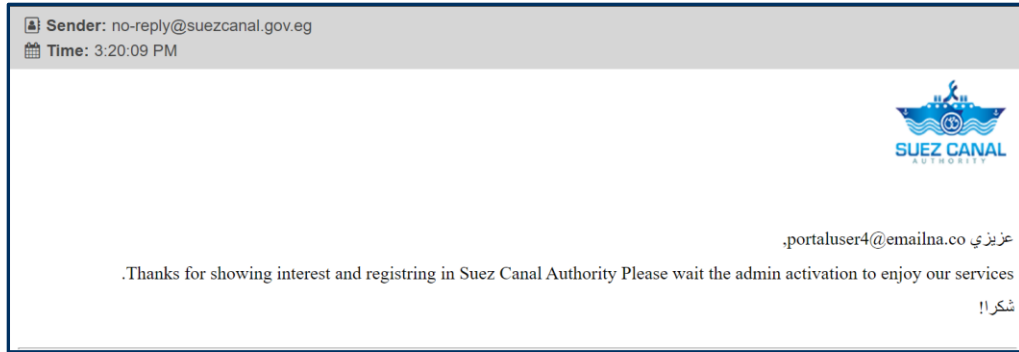 Sender: no-reply@suezcanal.gov.eg
Time: 3:20:09 PM
SUEZ CANAL
AUTHORITY
عزيزي portaluser4@emailna.co,
Thanks for showing interest and registring in Suez Canal Authority Please wait the admin activation to enjoy our services.
شكرا!